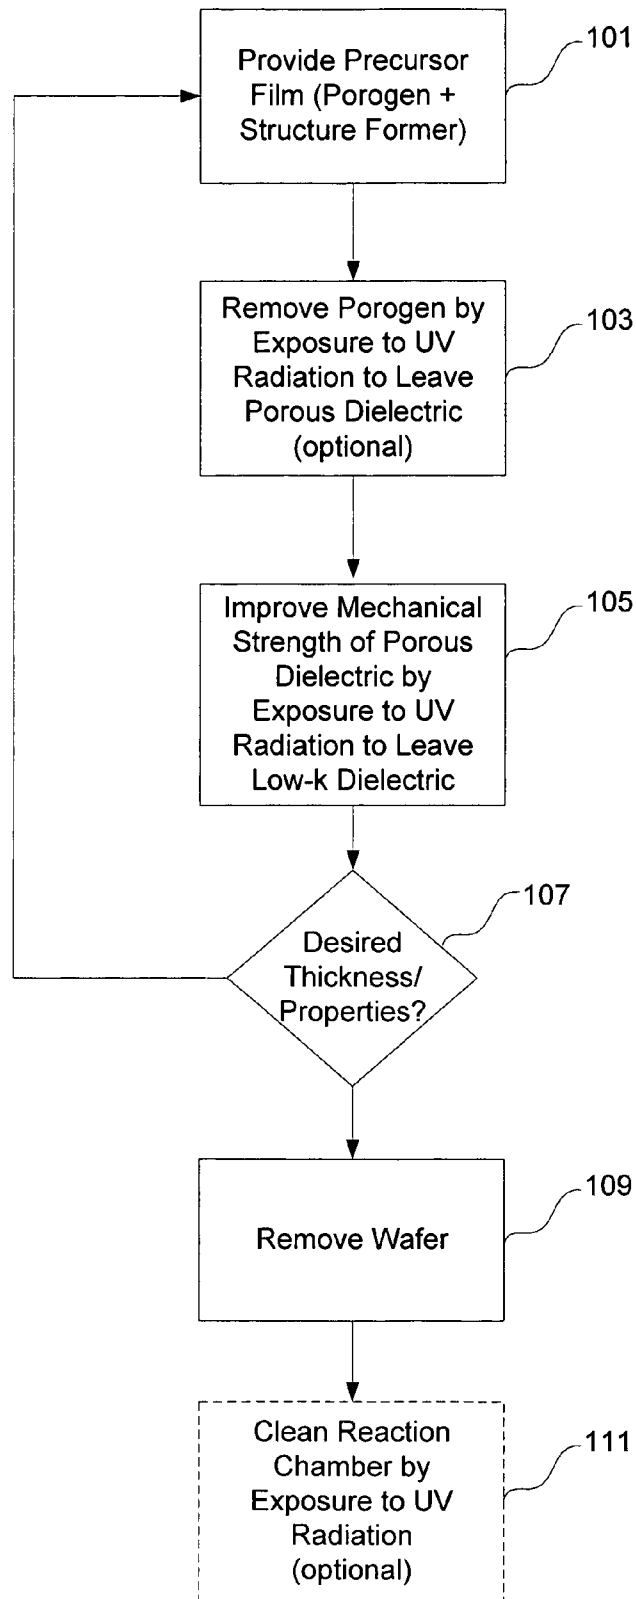 Provide Precursor
Film (Porogen +
Structure Former)
101
Remove Porogen by
Exposure to UV
Radiation to Leave
Porous Dielectric
(optional)
103
Improve Mechanical
Strength of Porous
Dielectric by
Exposure to UV
Radiation to Leave
Low-k Dielectric
105
Desired
Thickness/
Properties?
107
Remove Wafer
109
Clean Reaction
Chamber by
Exposure to UV
Radiation
(optional)
111